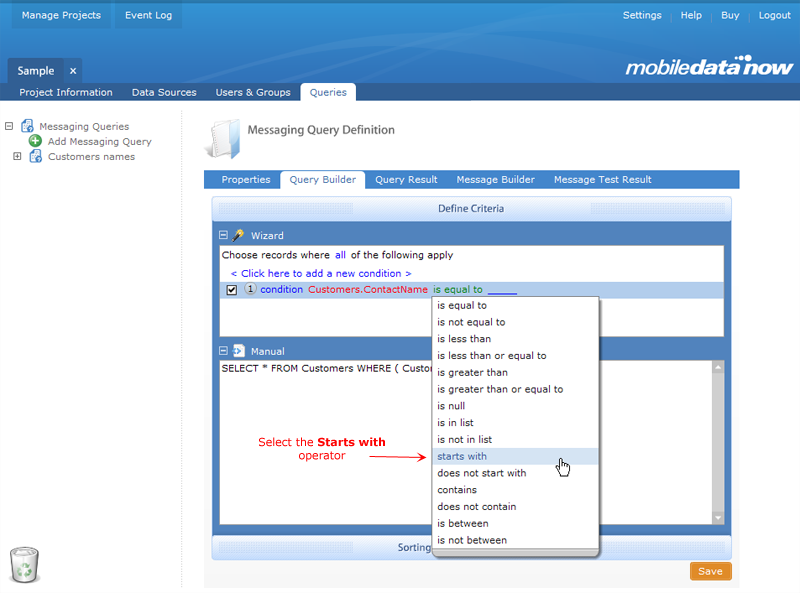 Manage Projects Event Log Settings Help Buy Logout
mobiledatanow
Sample x
Project Information Data Sources Users & Groups Queries
Messaging Queries
Add Messaging Query
Customers names
Messaging Query Definition
Properties Query Builder Query Result Message Builder Message Test Result
Define Criteria
Wizard
Choose records where all of the following apply
< Click here to add a new condition >
1 condition Customers.ContactName is equal to _____
is equal to
is not equal to
is less than
is less than or equal to
is greater than
is greater than or equal to
is null
is in list
is not in list
starts with
does not start with
contains
does not contain
is between
is not between
Manual
SELECT * FROM Customers WHERE ( Custo
Select the Starts with
operator
Sorting
Save